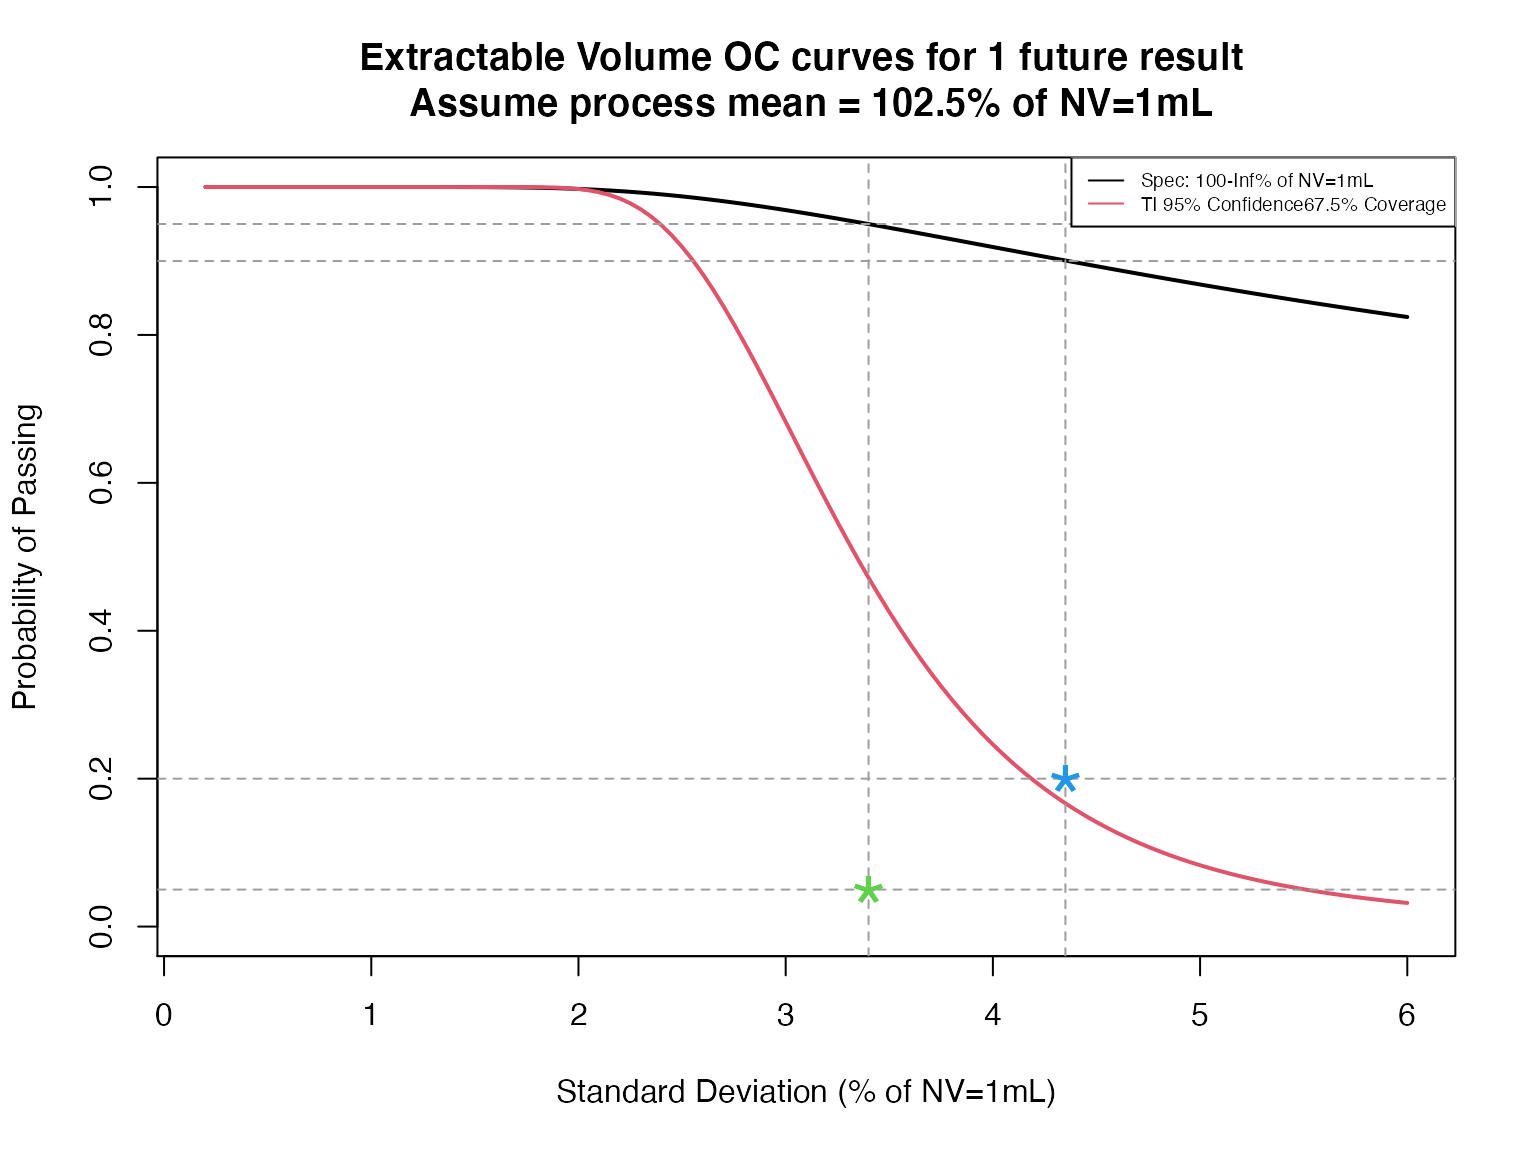 Extractable Volume OC curves for 1 future result
Assume process mean = 102.5% of NV=1mL
Spec: 100-Inf% of NV=1mL
TI 95% Confidence67.5% Coverage
Probability of Passing
1.0
0.8
0.6
0.4
0.2
0.0
0 1 2 3 4 5 6
Standard Deviation (% of NV=1mL)